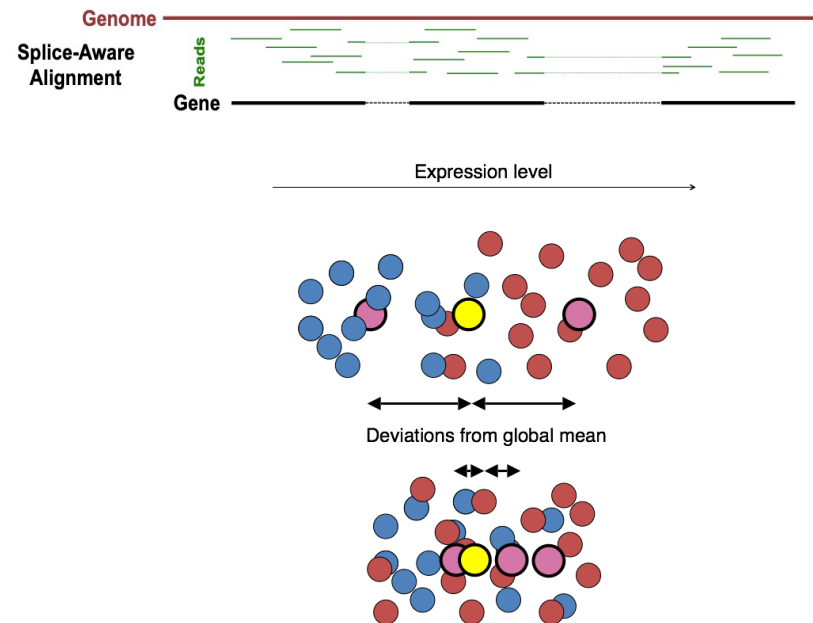 Genome
Splice-Aware
Alignment
Reads
Gene
Expression level
Deviations from global mean